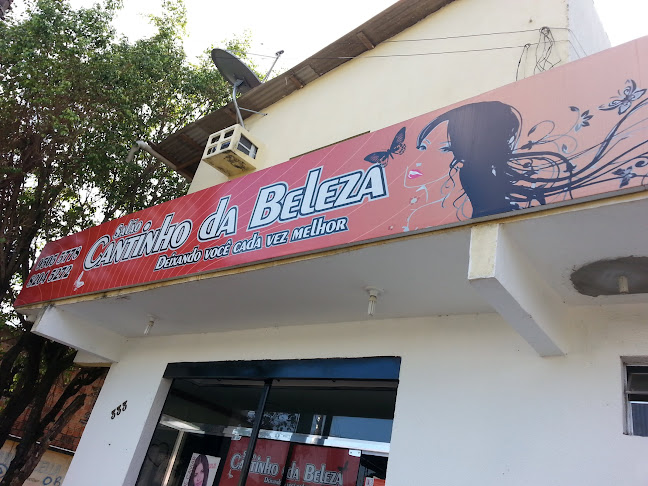 Salão
Cantinho da Beleza
Deixando você cada vez melhor
333
Cantinho da Beleza